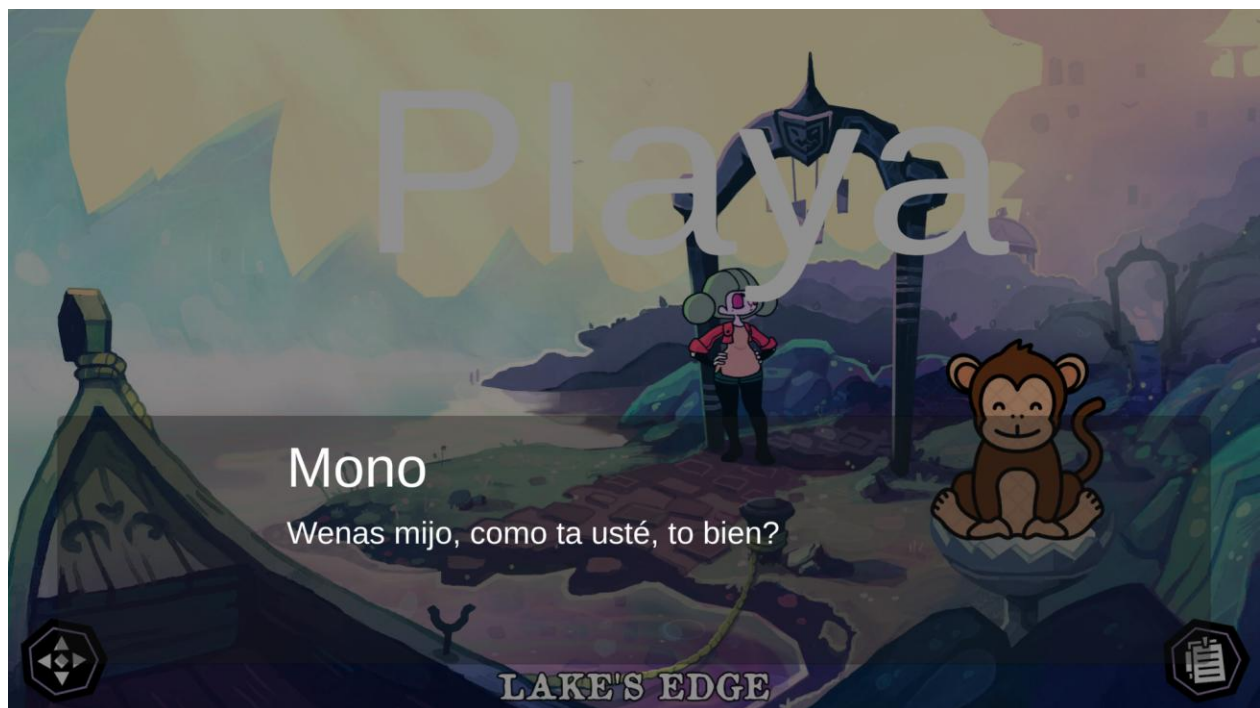 Playa
Mono
Wenas mijo, como ta usté, to bien?
LAKE'S EDGE